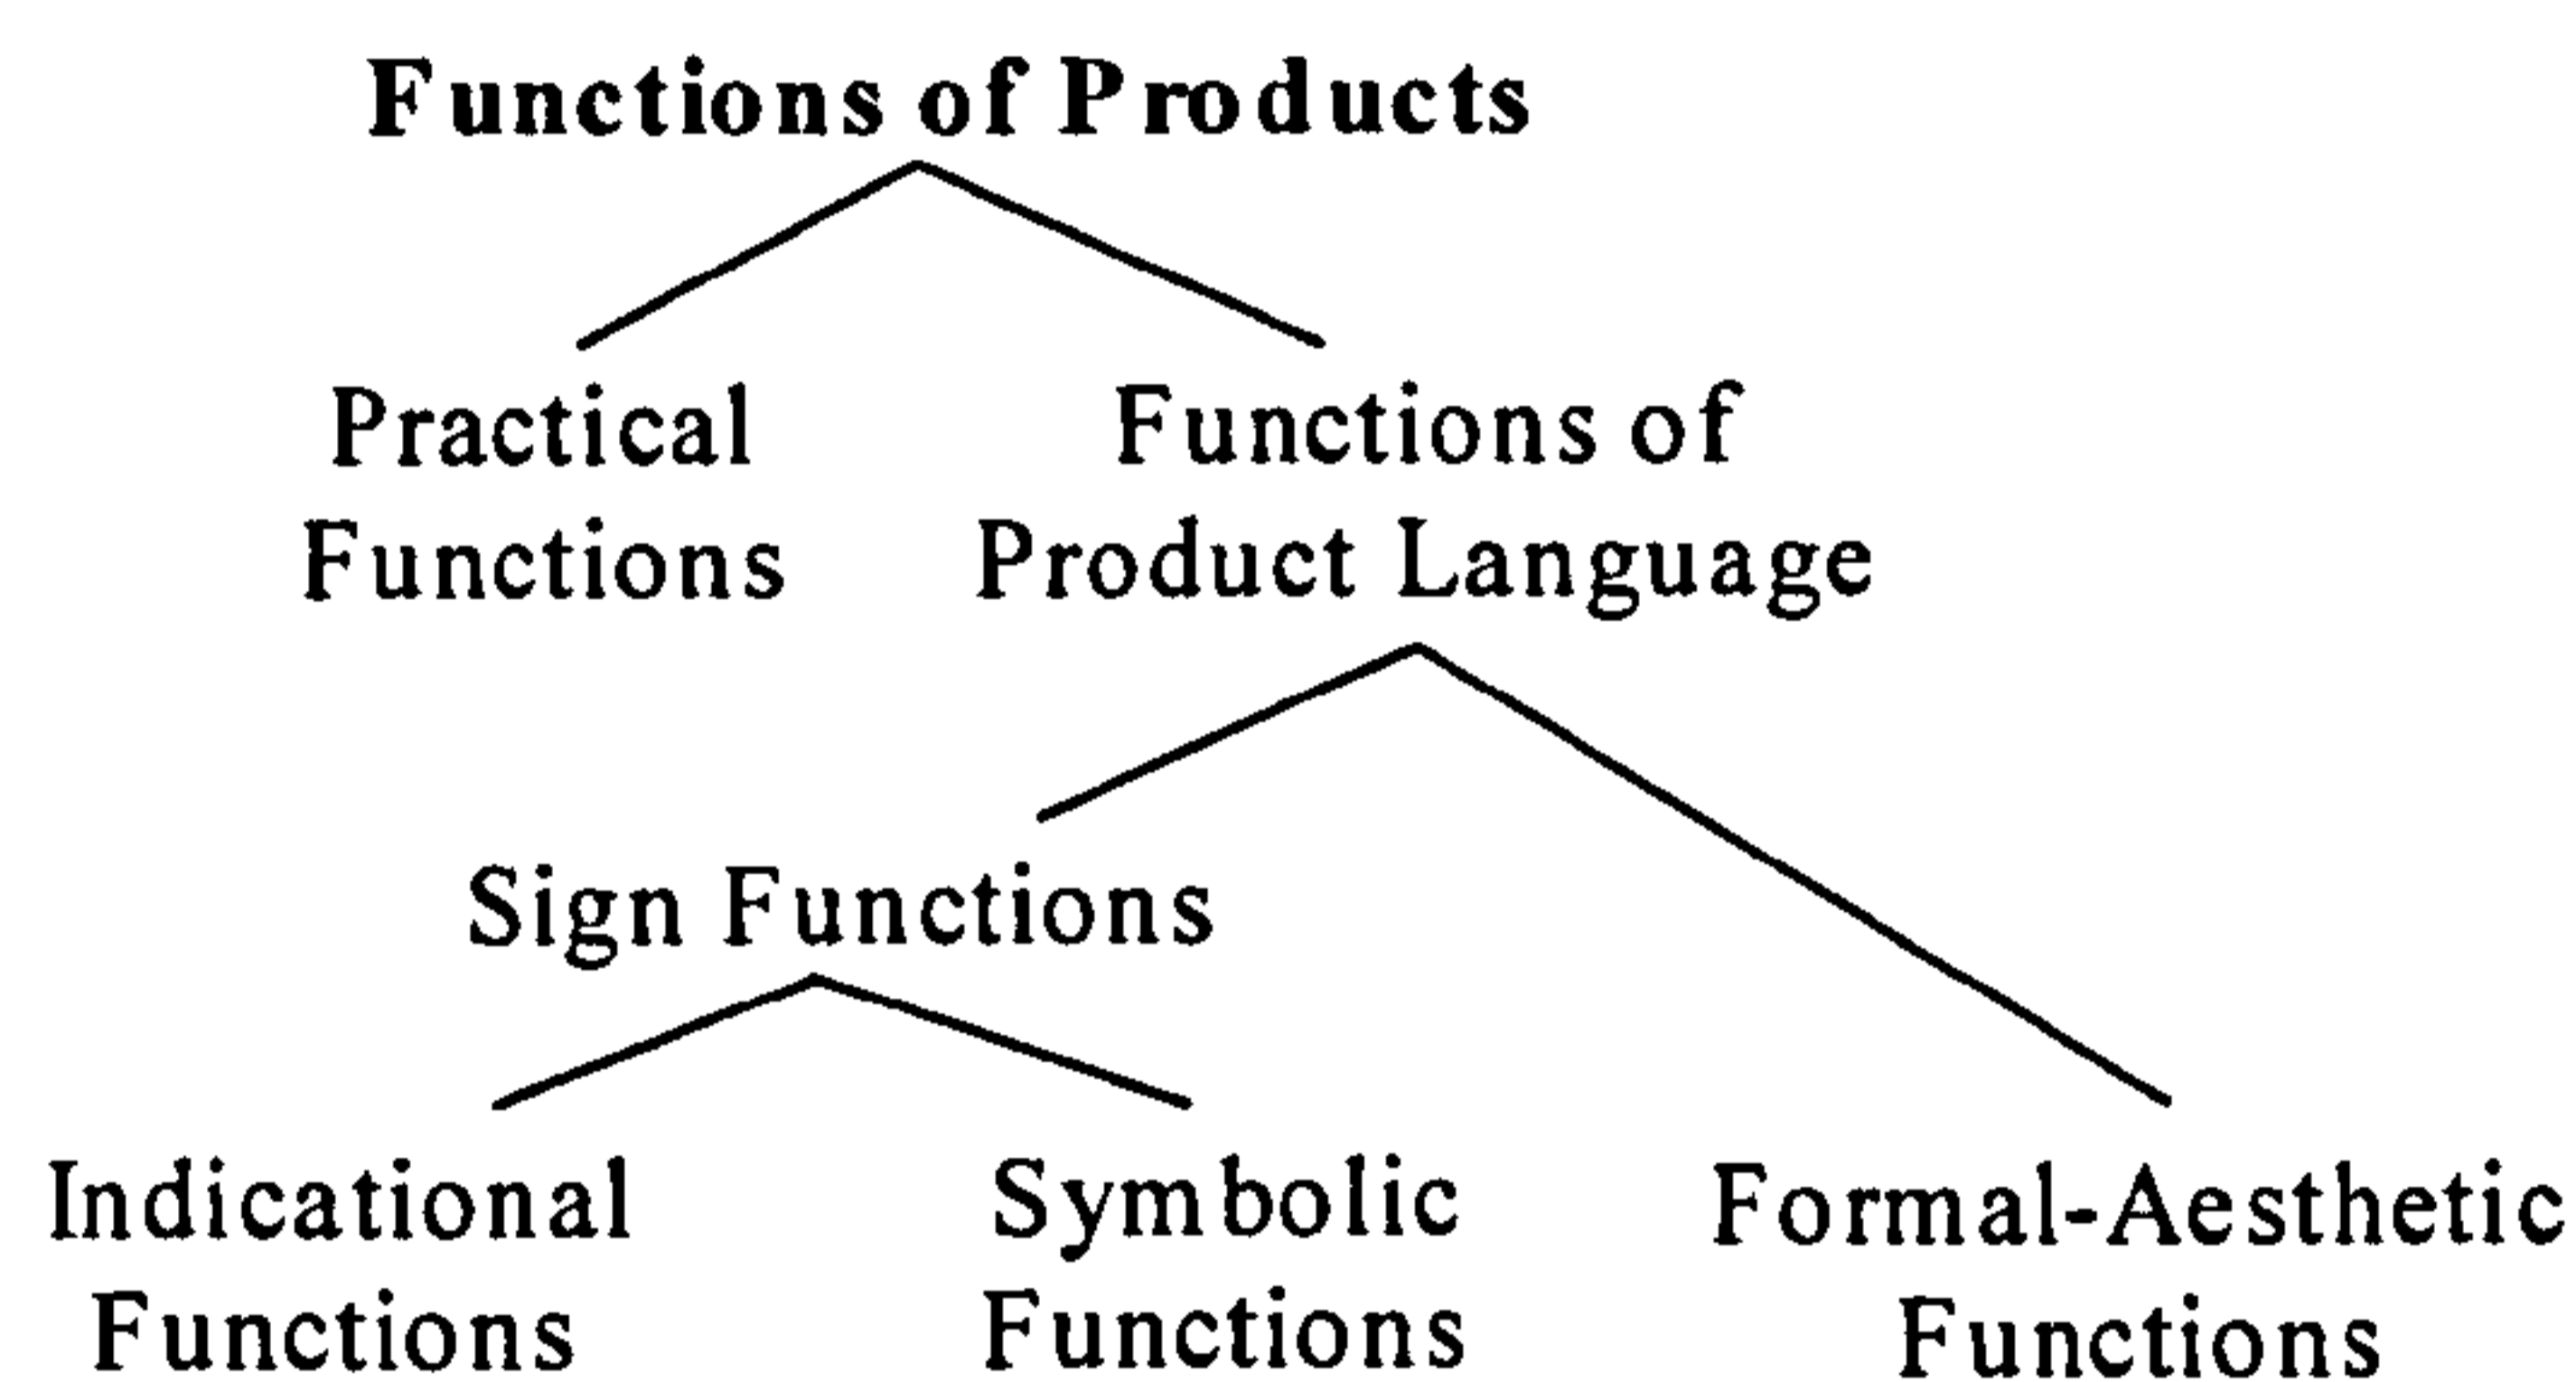 Functions of Products
Practical
Functions
Functions of
Product Language
Sign Functions
Indicational
Functions
Symbolic
Functions
Formal-Aesthetic
Functions